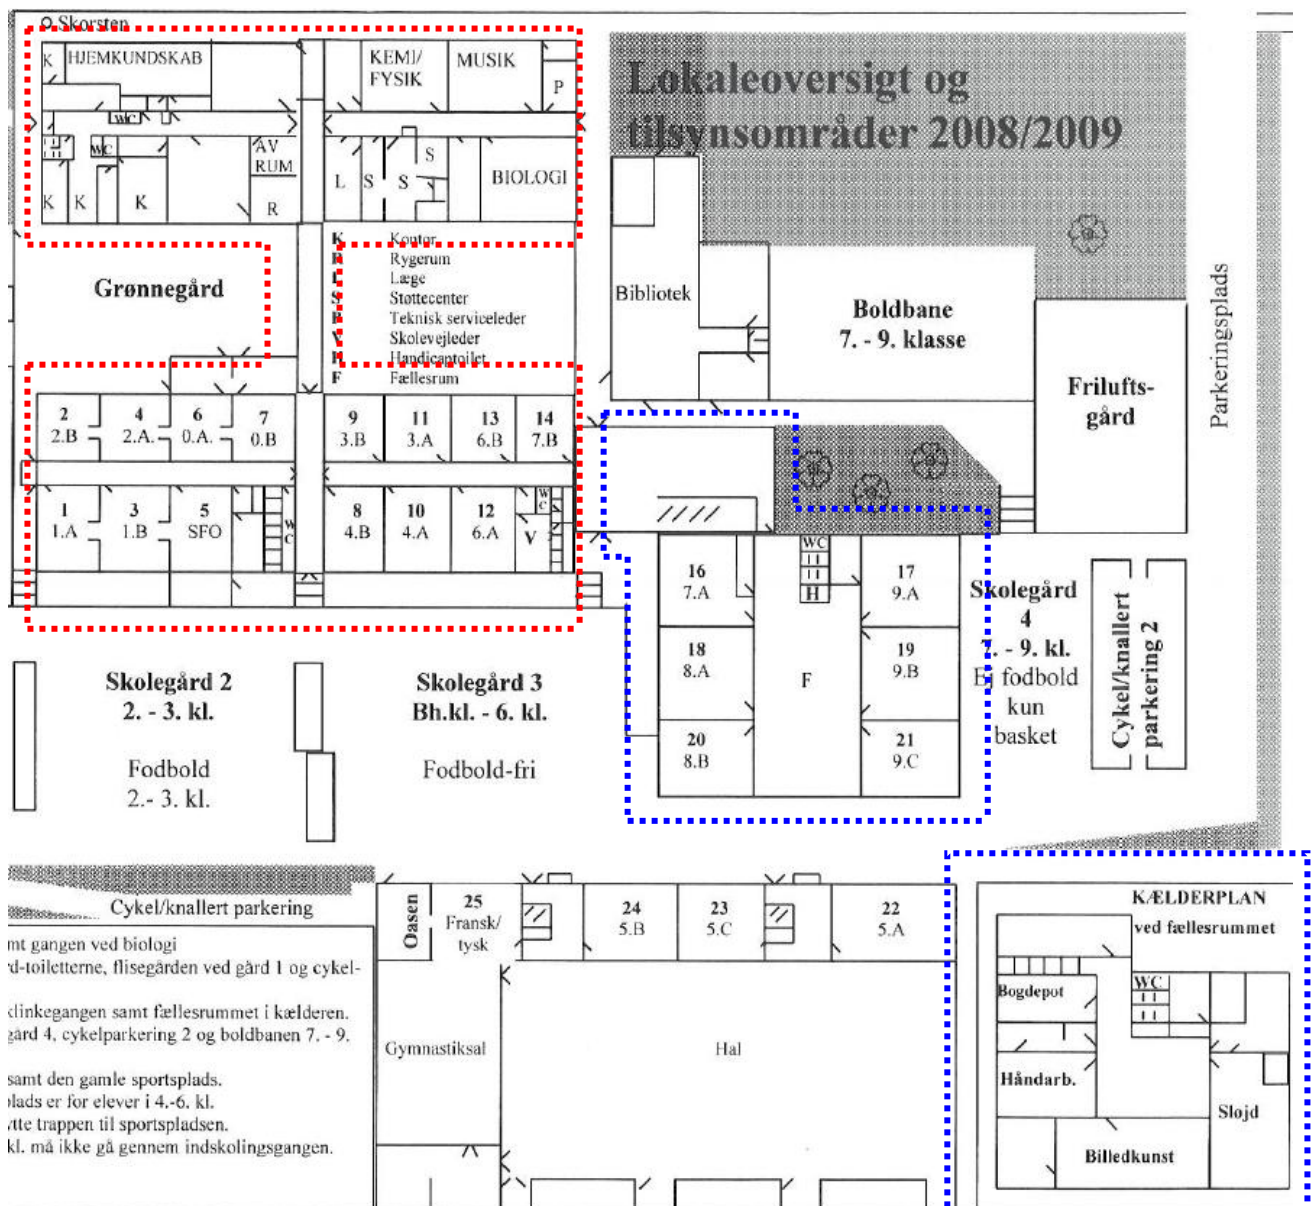 O Skorsten
Lokaleoversigt og
tilsynsområder 2008/2009
K
HJEMKUNDSKAB
KEMI/
FYSIK
MUSIK
P
WC
WC
AV
RUM
K
K
K
R
L
S
S
S
BIOLOGI
Grønnegård
K Kontor
R Rygerum
L Læge
S Støttecenter
P Teknisk serviceleder
V Skolevejleder
H Handicaptoilet
F Fællesrum
Bibliotek
Boldbane
7. - 9. klasse
Frilufts-
gård
Parkeringsplads
2
2.B
4
2.A.
6
0.A.
7
0.B
9
3.B
11
3.A
13
6.B
14
7.B
1
1.A
3
1.B
5
SFO
WC
8
4.B
10
4.A
12
6.A
V
WC
16
7.A
WC
H
17
9.A
18
8.A
F
19
9.B
20
8.B
21
9.C
Skolegård
4
7. - 9. kl.
Ej fodbold
kun
basket
Cykel/knallert
parkering 2
Skolegård 2
2. - 3. kl.
Fodbold
2.- 3. kl.
Skolegård 3
Bh.kl. - 6. kl.
Fodbold-fri
Cykel/knallert parkering
mt gangen ved biologi
rd-toiletterne, flisegården ved gård 1 og cykel-
klinkegangen samt fællesrummet i kælderen.
gård 4, cykelparkering 2 og boldbanen 7. - 9.
samt den gamle sportsplads.
plads er for elever i 4.-6. kl.
ytte trappen til sportspladsen.
kl. må ikke gå gennem indskolingsgangen.
Oasen
25
Fransk/
tysk
24
5.B
23
5.C
22
5.A
Gymnastiksal
Hal
KÆLDERPLAN
ved fællesrummet
Bogdepot
WC
Håndarb.
Sløjd
Billedkunst